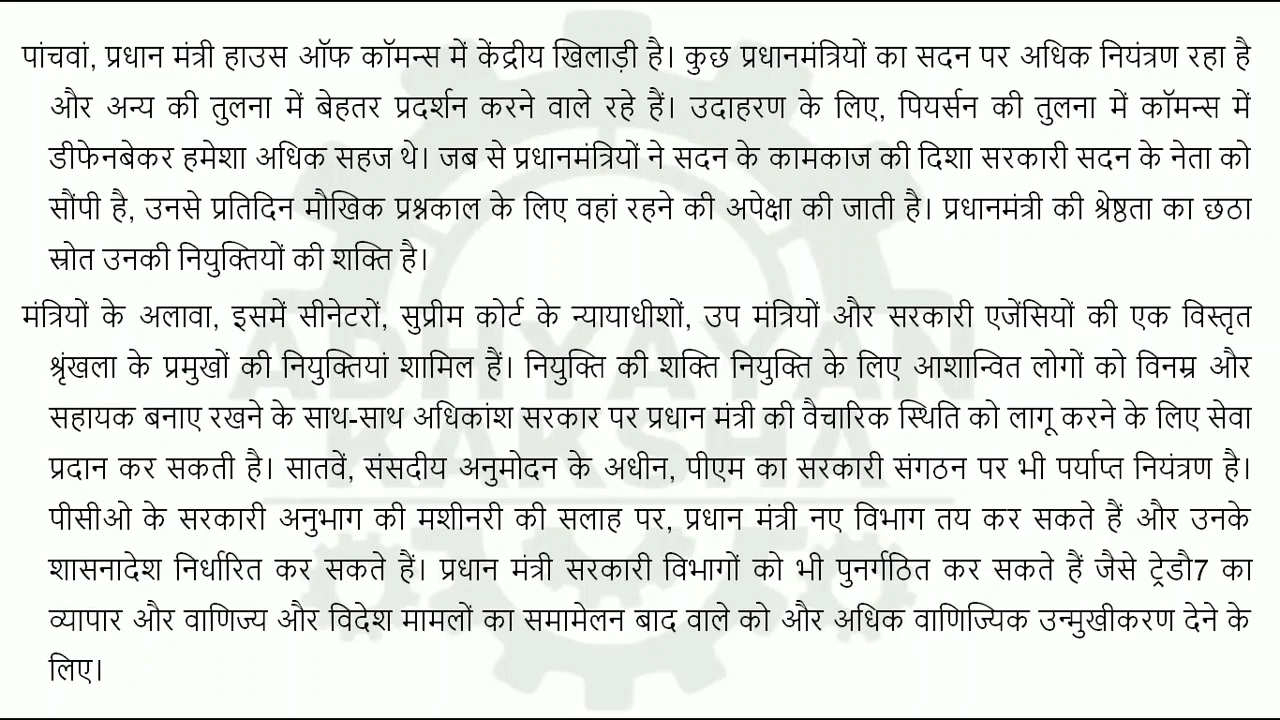 पांचवां, प्रधान मंत्री हाउस ऑफ कॉमन्स में केंद्रीय खिलाड़ी है। कुछ प्रधानमंत्रियों का सदन पर अधिक नियंत्रण रहा है
और अन्य की तुलना में बेहतर प्रदर्शन करने वाले रहे हैं। उदाहरण के लिए, पियर्सन की तुलना में कॉमन्स में
डीफेनबेकर हमेशा अधिक सहज थे। जब से प्रधानमंत्रियों ने सदन के कामकाज की दिशा सरकारी सदन के नेता को
सौंपी है, उनसे प्रतिदिन मौखिक प्रश्नकाल के लिए वहां रहने की अपेक्षा की जाती है। प्रधानमंत्री की श्रेष्ठता का छठा
स्रोत उनकी नियुक्तियों की शक्ति है।
मंत्रियों के अलावा, इसमें सीनेटरों, सुप्रीम कोर्ट के न्यायाधीशों, उप मंत्रियों और सरकारी एजेंसियों की एक विस्तृत
श्रृंखला के प्रमुखों की नियुक्तियां शामिल हैं। नियुक्ति की शक्ति नियुक्ति के लिए आशान्वित लोगों को विनम्र और
सहायक बनाए रखने के साथ-साथ अधिकांश सरकार पर प्रधान मंत्री की वैचारिक स्थिति को लागू करने के लिए सेवा
प्रदान कर सकती है। सातवें, संसदीय अनुमोदन के अधीन, पीएम का सरकारी संगठन पर भी पर्याप्त नियंत्रण है।
पीसीओ के सरकारी अनुभाग की मशीनरी की सलाह पर, प्रधान मंत्री नए विभाग तय कर सकते हैं और उनके
शासनादेश निर्धारित कर सकते हैं। प्रधान मंत्री सरकारी विभागों को भी पुनर्गठित कर सकते हैं जैसे ट्रेडौ7 का
व्यापार और वाणिज्य और विदेश मामलों का समामेलन बाद वाले को और अधिक वाणिज्यिक उन्मुखीकरण देने के
लिए।
ADHYAYAN
KAKSHA